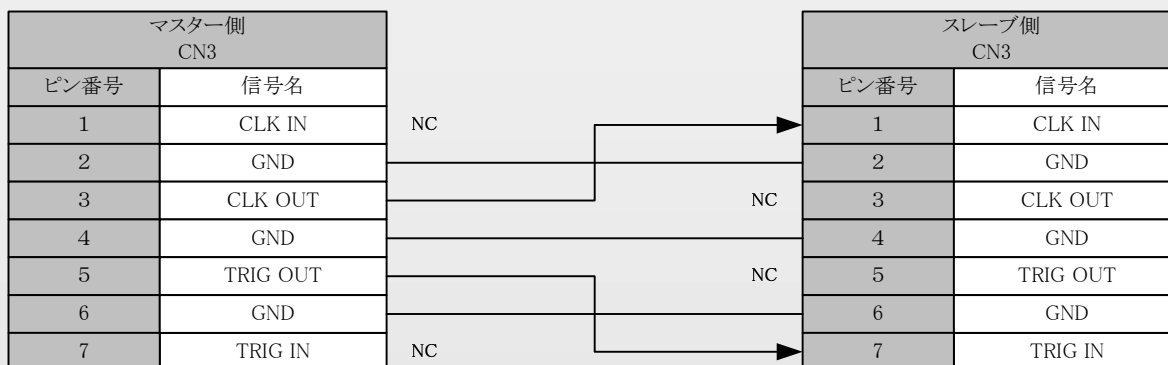 マスター側
CN3
スレーブ側
CN3
ピン番号 信号名 ピン番号 信号名
1 CLK IN NC 1 CLK IN
2 GND 2 GND
3 CLK OUT NC 3 CLK OUT
4 GND 4 GND
5 TRIG OUT NC 5 TRIG OUT
6 GND 6 GND
7 TRIG IN NC 7 TRIG IN